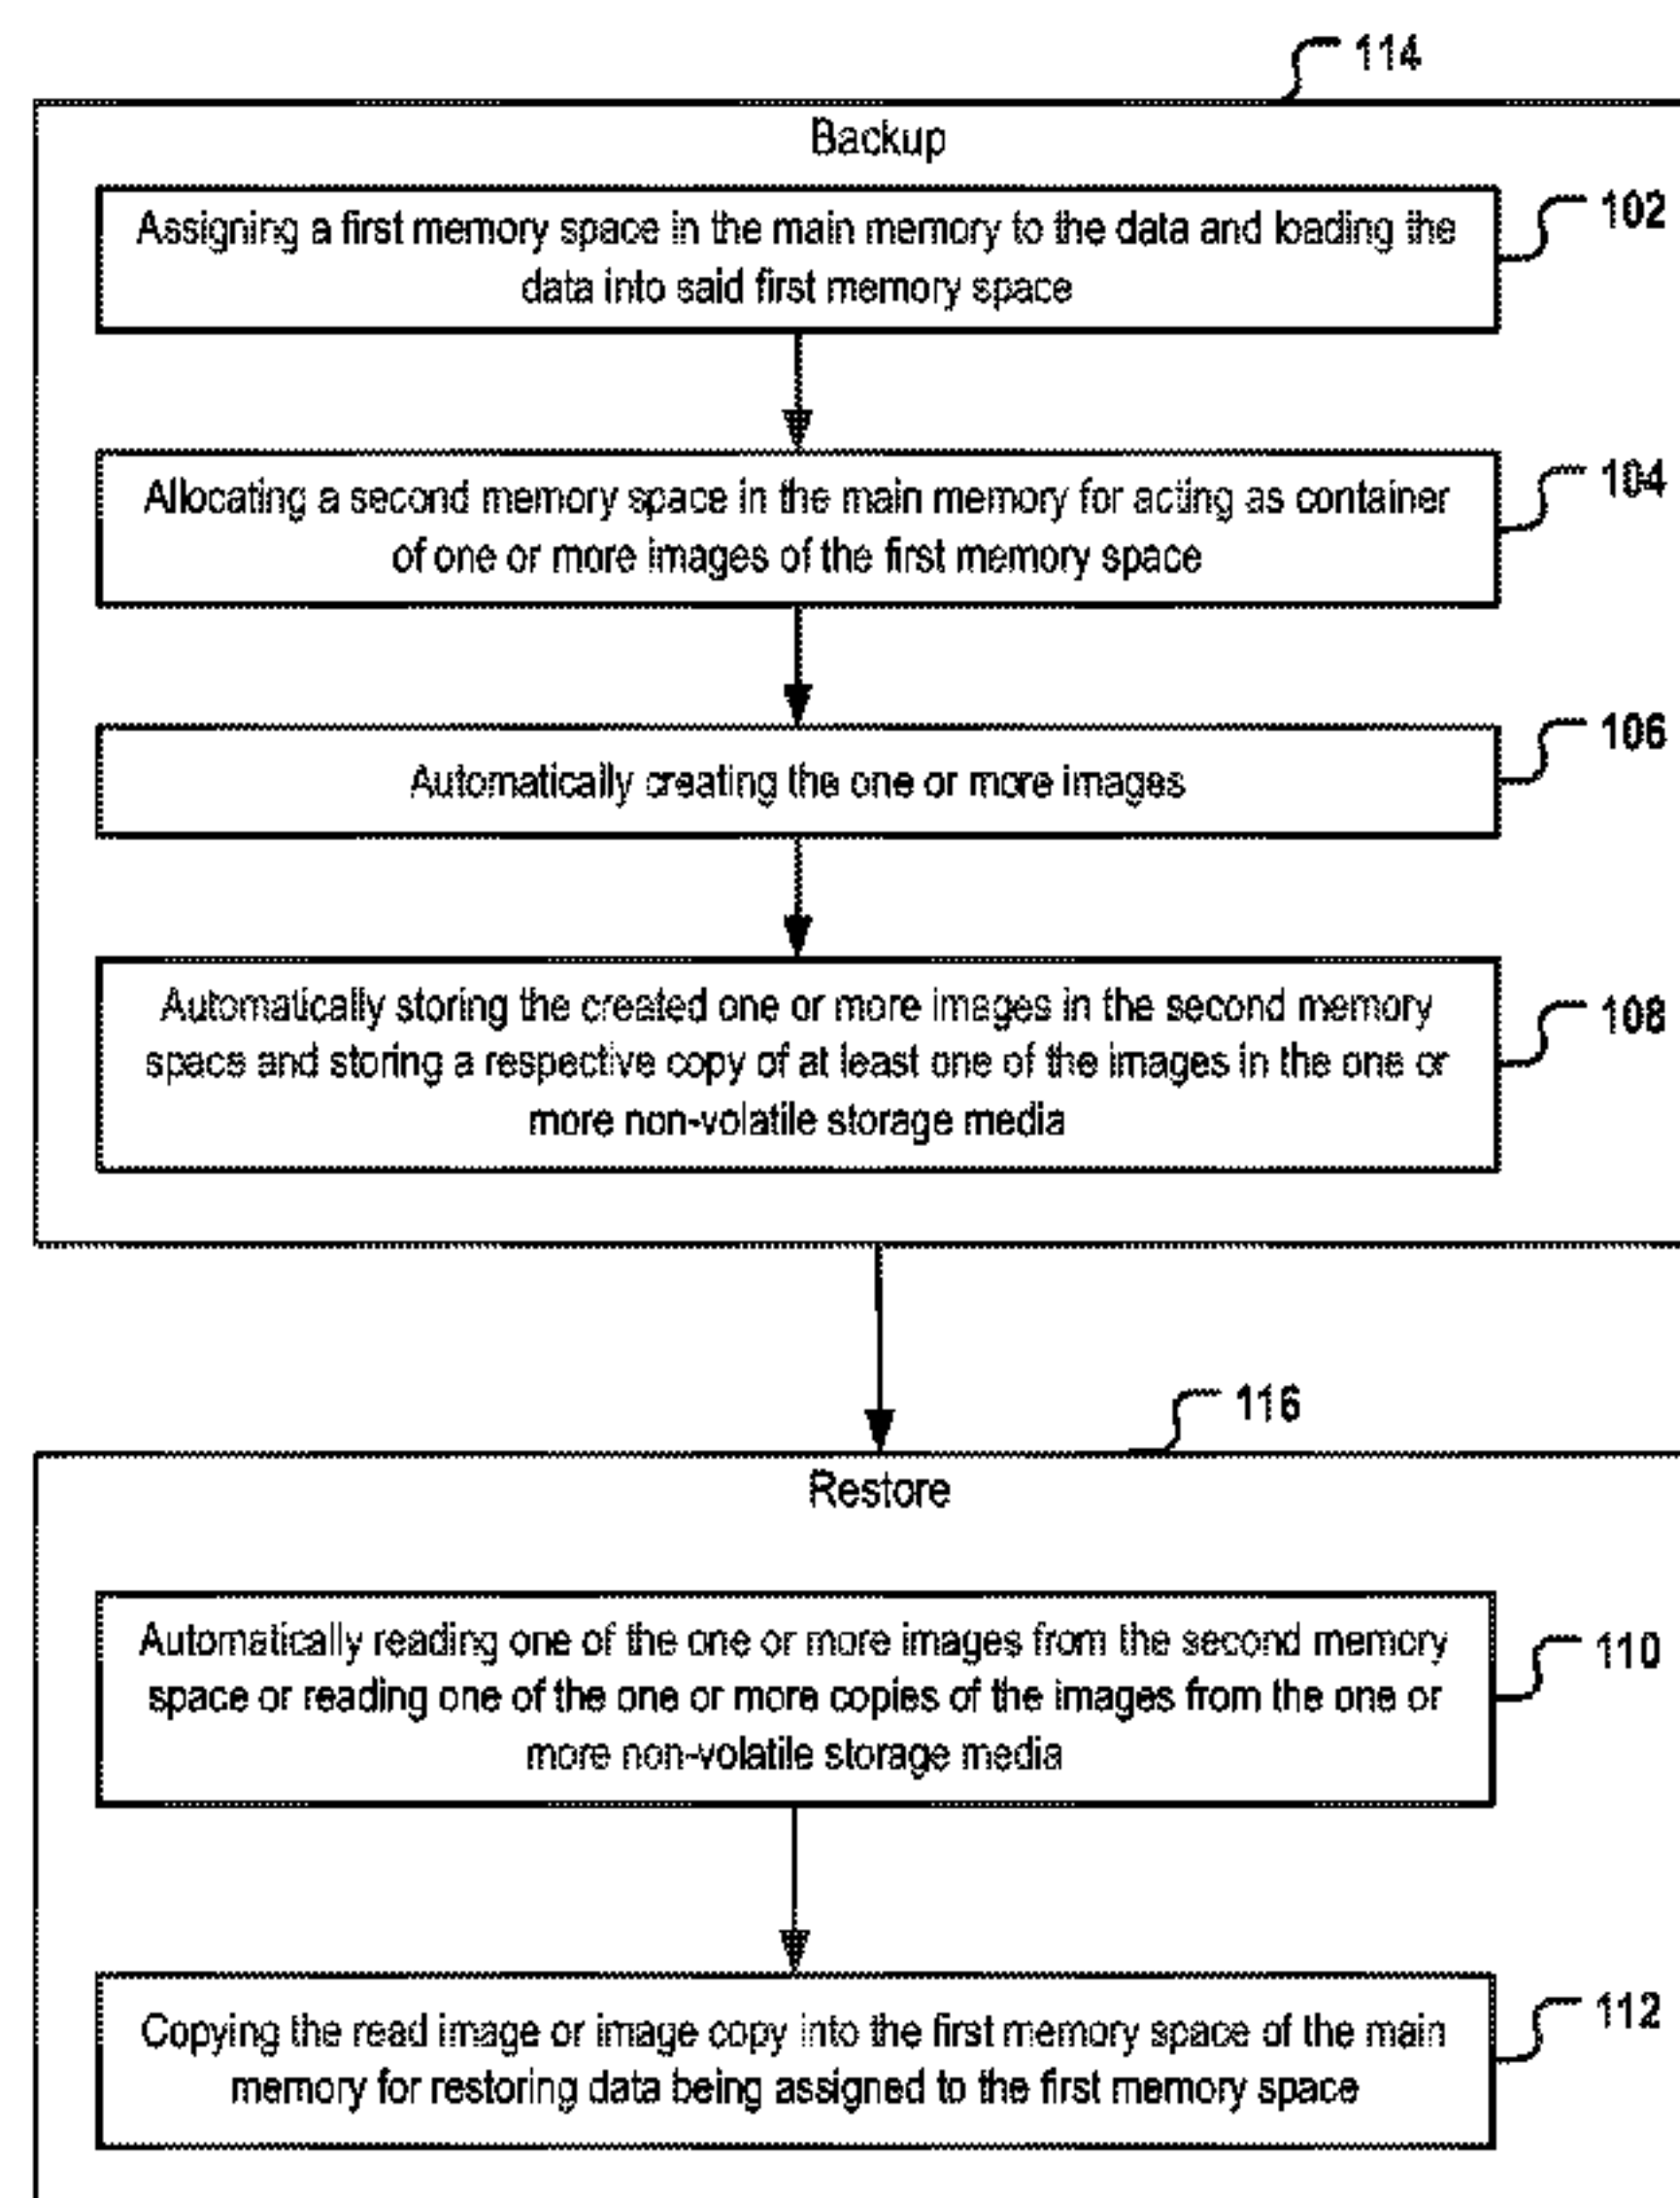 114
Backup
Assigning a first memory space in the main memory to the data and loading the
data into said first memory space
102
Allocating a second memory space in the main memory for acting as container
of one or more images of the first memory space
104
Automatically creating the one or more images
106
Automatically storing the created one or more images in the second memory
space and storing a respective copy of at least one of the images in the one or
more non-volatile storage media
108
116
Restore
Automatically reading one of the one or more images from the second memory
space or reading one of the one or more copies of the images from the one or
more non-volatile storage media
110
Copying the read image or image copy into the first memory space of the main
memory for restoring data being assigned to the first memory space
112